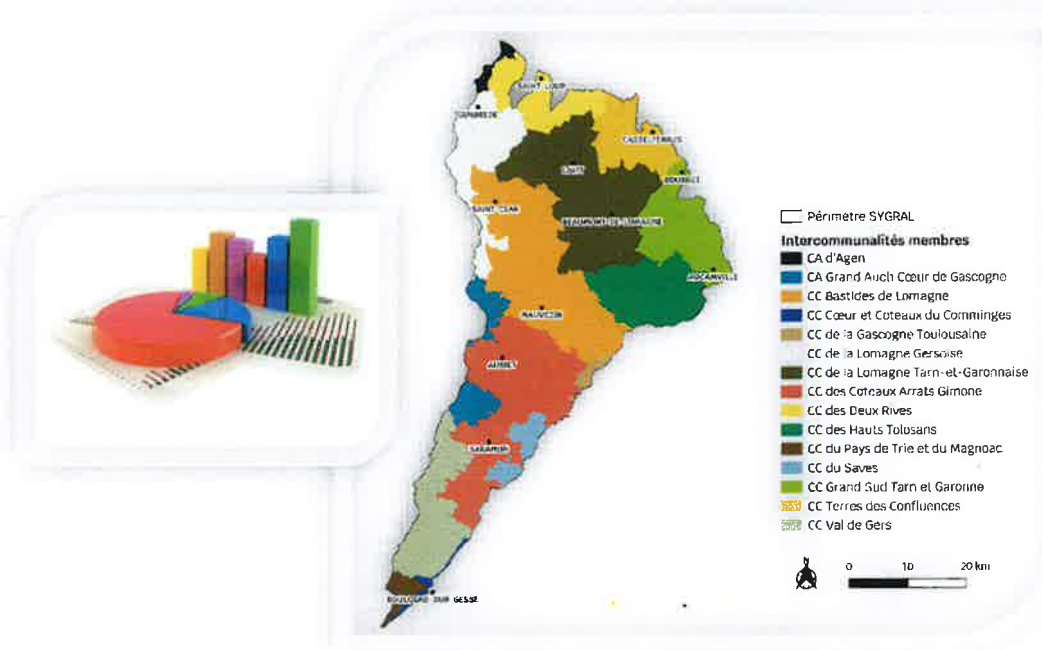 SAINT-LOUP
CASTELFERRUS
BOURRET
SAINT-CLAR
BEAUMONT-DE-LOMAGNE
AUCAMVILLE
MAUVEZIN
AUBIET
SARAMON
BOULOGNE SUR GESSE
Périmètre SYGRAL
Intercommunalités membres
CA d'Agen
CA Grand Auch Cœur de Gascogne
CC Bastides de Lomagne
CC Cœur et Coteaux du Comminges
CC de la Gascogne Toulousaine
CC de la Lomagne Gersoise
CC de la Lomagne Tarn-et-Garonnaise
CC des Coteaux Arrats Gimone
CC des Deux Rives
CC des Hauts Tolosans
CC du Pays de Trie et du Magnoac
CC du Saves
CC Grand Sud Tarn et Garonne
CC Terres des Confluences
CC Val de Gers
0 10 20 km